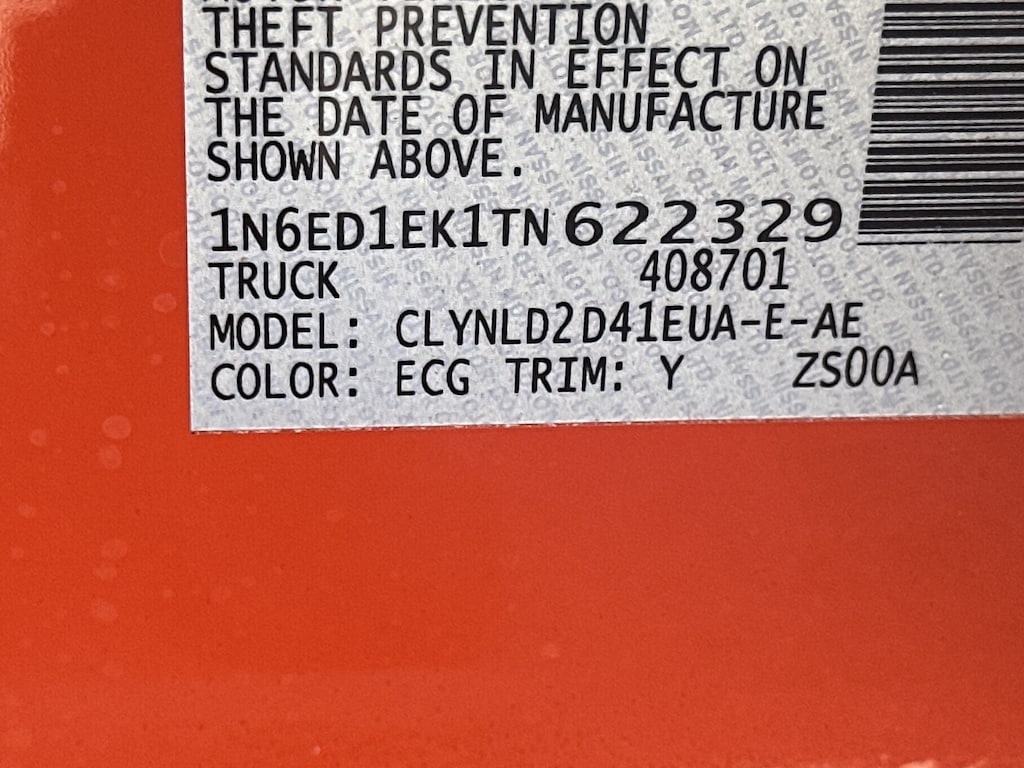 THEFT PREVENTION
STANDARDS IN EFFECT ON
THE DATE OF MANUFACTURE
SHOWN ABOVE.
1N6ED1EK1TN622329
TRUCK 408701
MODEL: CLYNLD2D41EUA-E-AE
COLOR: ECG TRIM: Y ZS00A